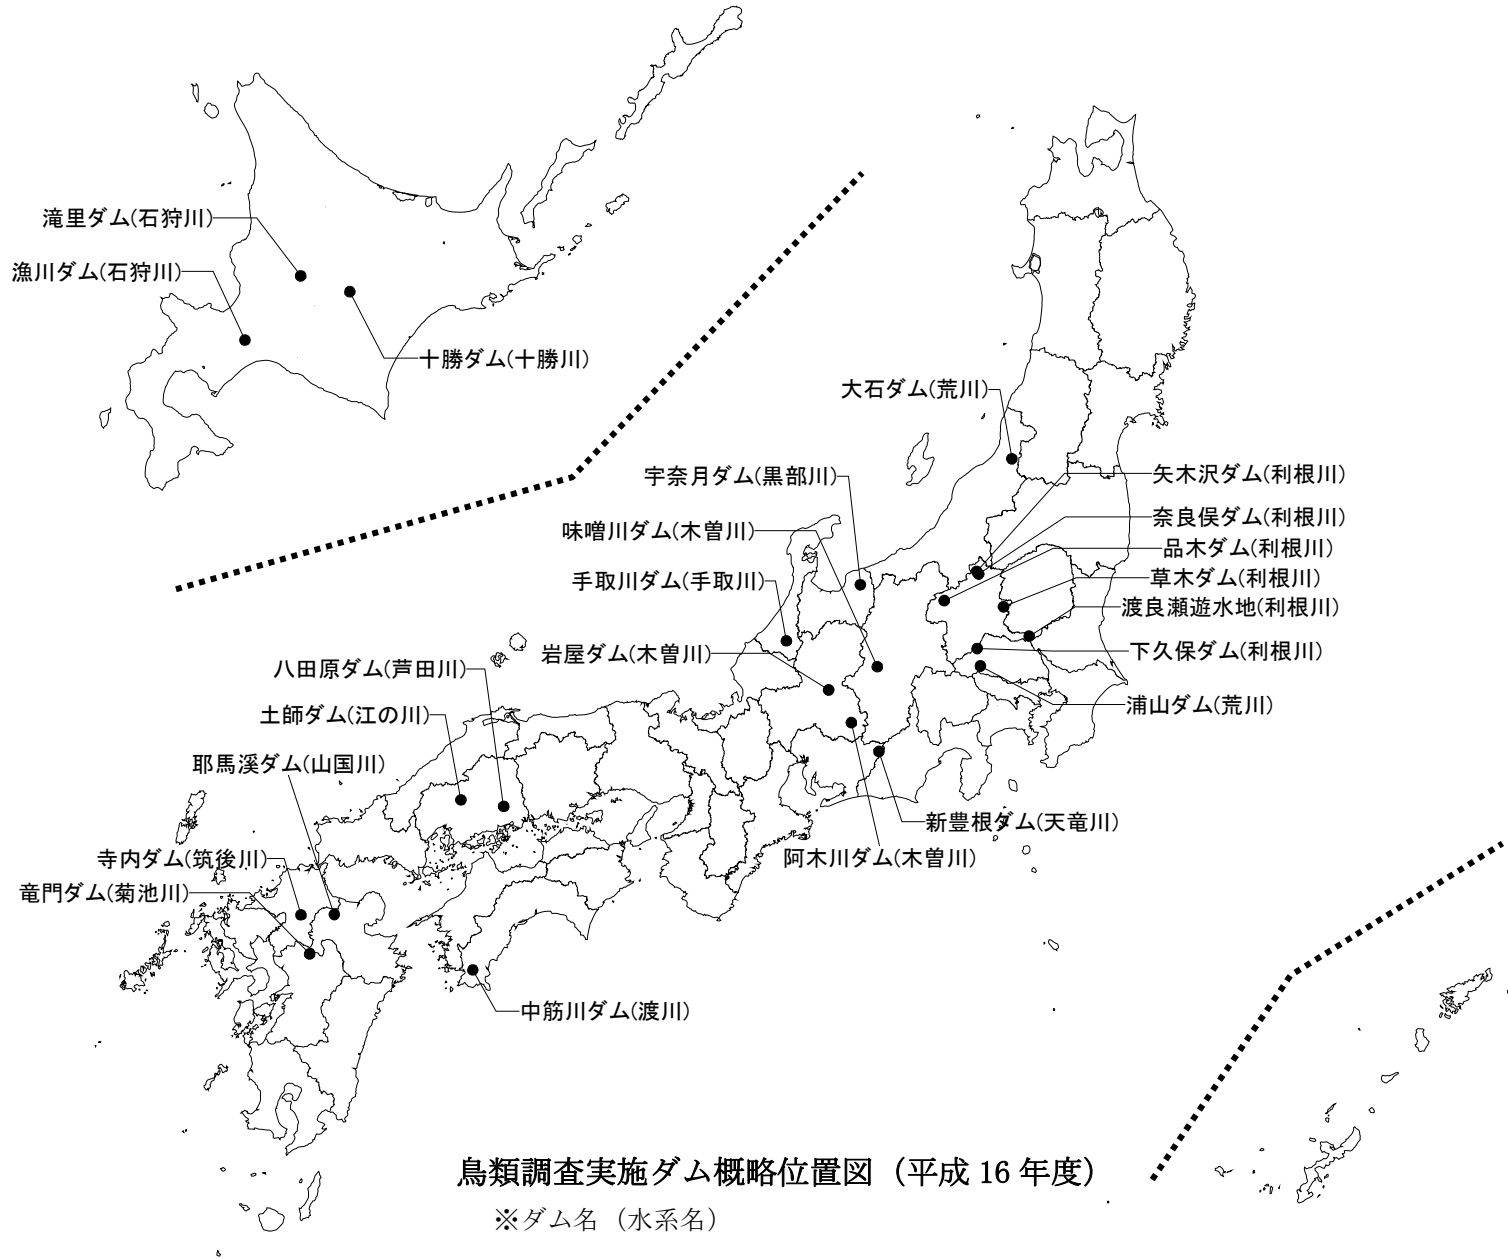 滝里ダム(石狩川)
漁川ダム(石狩川)
十勝ダム(十勝川)
大石ダム(荒川)
宇奈月ダム(黒部川)
矢木沢ダム(利根川)
奈良俣ダム(利根川)
味噌川ダム(木曽川)
品木ダム(利根川)
手取川ダム(手取川)
草木ダム(利根川)
渡良瀬遊水地(利根川)
岩屋ダム(木曽川)
下久保ダム(利根川)
八田原ダム(芦田川)
浦山ダム(荒川)
土師ダム(江の川)
耶馬溪ダム(山国川)
新豊根ダム(天竜川)
寺内ダム(筑後川)
阿木川ダム(木曽川)
竜門ダム(菊池川)
中筋川ダム(渡川)
鳥類調査実施ダム概略位置図（平成 16 年度）
※ダム名（水系名）